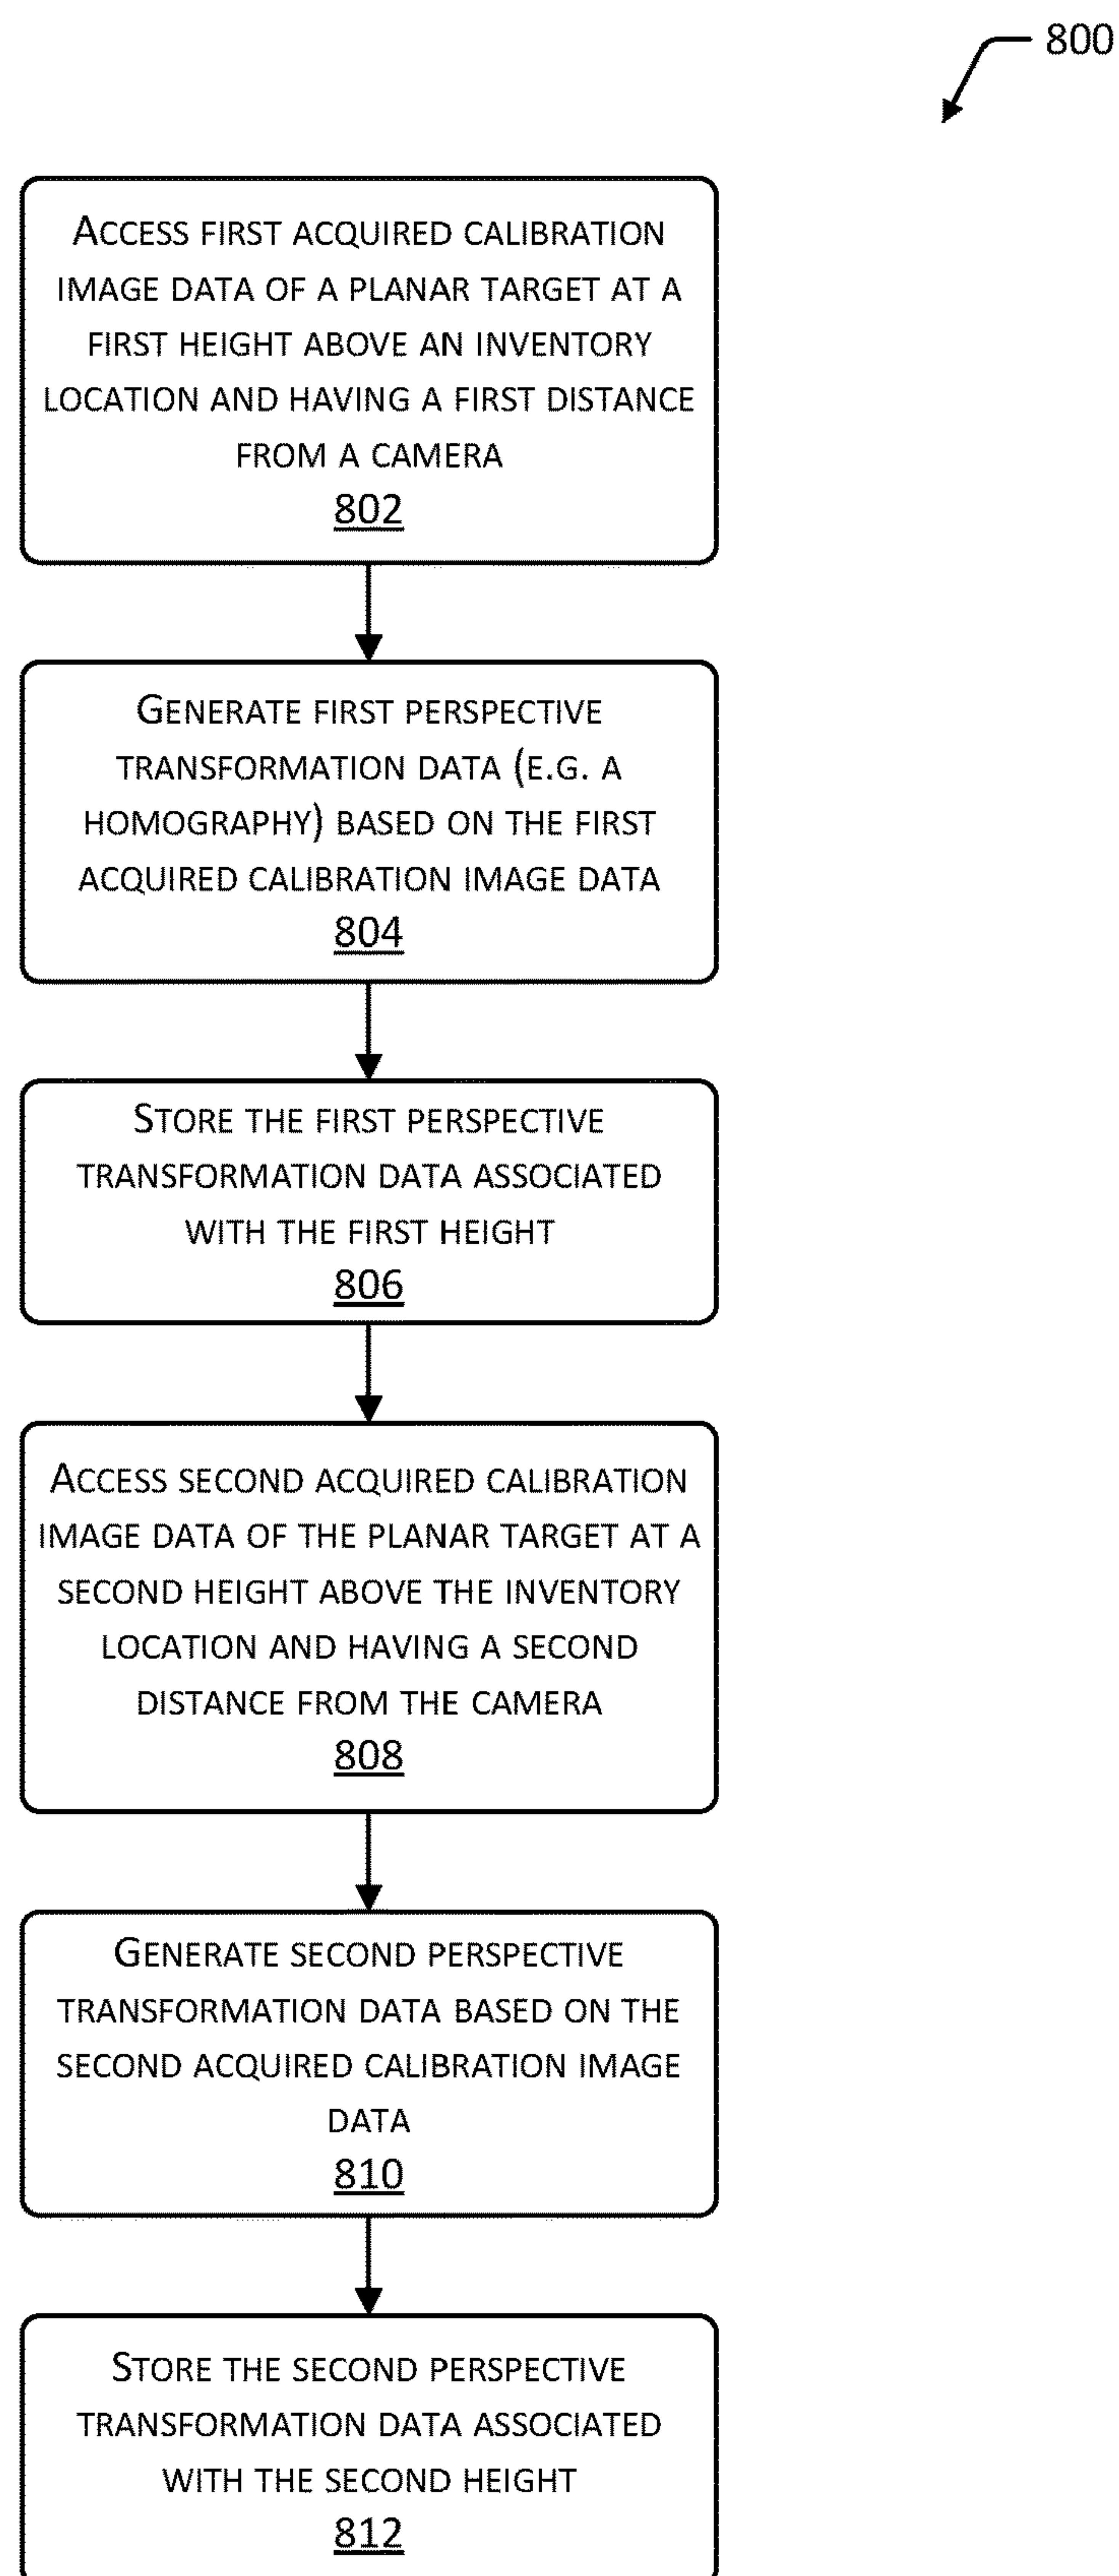 800
ACCESS FIRST ACQUIRED CALIBRATION
IMAGE DATA OF A PLANAR TARGET AT A
FIRST HEIGHT ABOVE AN INVENTORY
LOCATION AND HAVING A FIRST DISTANCE
FROM A CAMERA
802
GENERATE FIRST PERSPECTIVE
TRANSFORMATION DATA (E.G. A
HOMOGRAPHY) BASED ON THE FIRST
ACQUIRED CALIBRATION IMAGE DATA
804
STORE THE FIRST PERSPECTIVE
TRANSFORMATION DATA ASSOCIATED
WITH THE FIRST HEIGHT
806
ACCESS SECOND ACQUIRED CALIBRATION
IMAGE DATA OF THE PLANAR TARGET AT A
SECOND HEIGHT ABOVE THE INVENTORY
LOCATION AND HAVING A SECOND
DISTANCE FROM THE CAMERA
808
GENERATE SECOND PERSPECTIVE
TRANSFORMATION DATA BASED ON THE
SECOND ACQUIRED CALIBRATION IMAGE
DATA
810
STORE THE SECOND PERSPECTIVE
TRANSFORMATION DATA ASSOCIATED
WITH THE SECOND HEIGHT
812